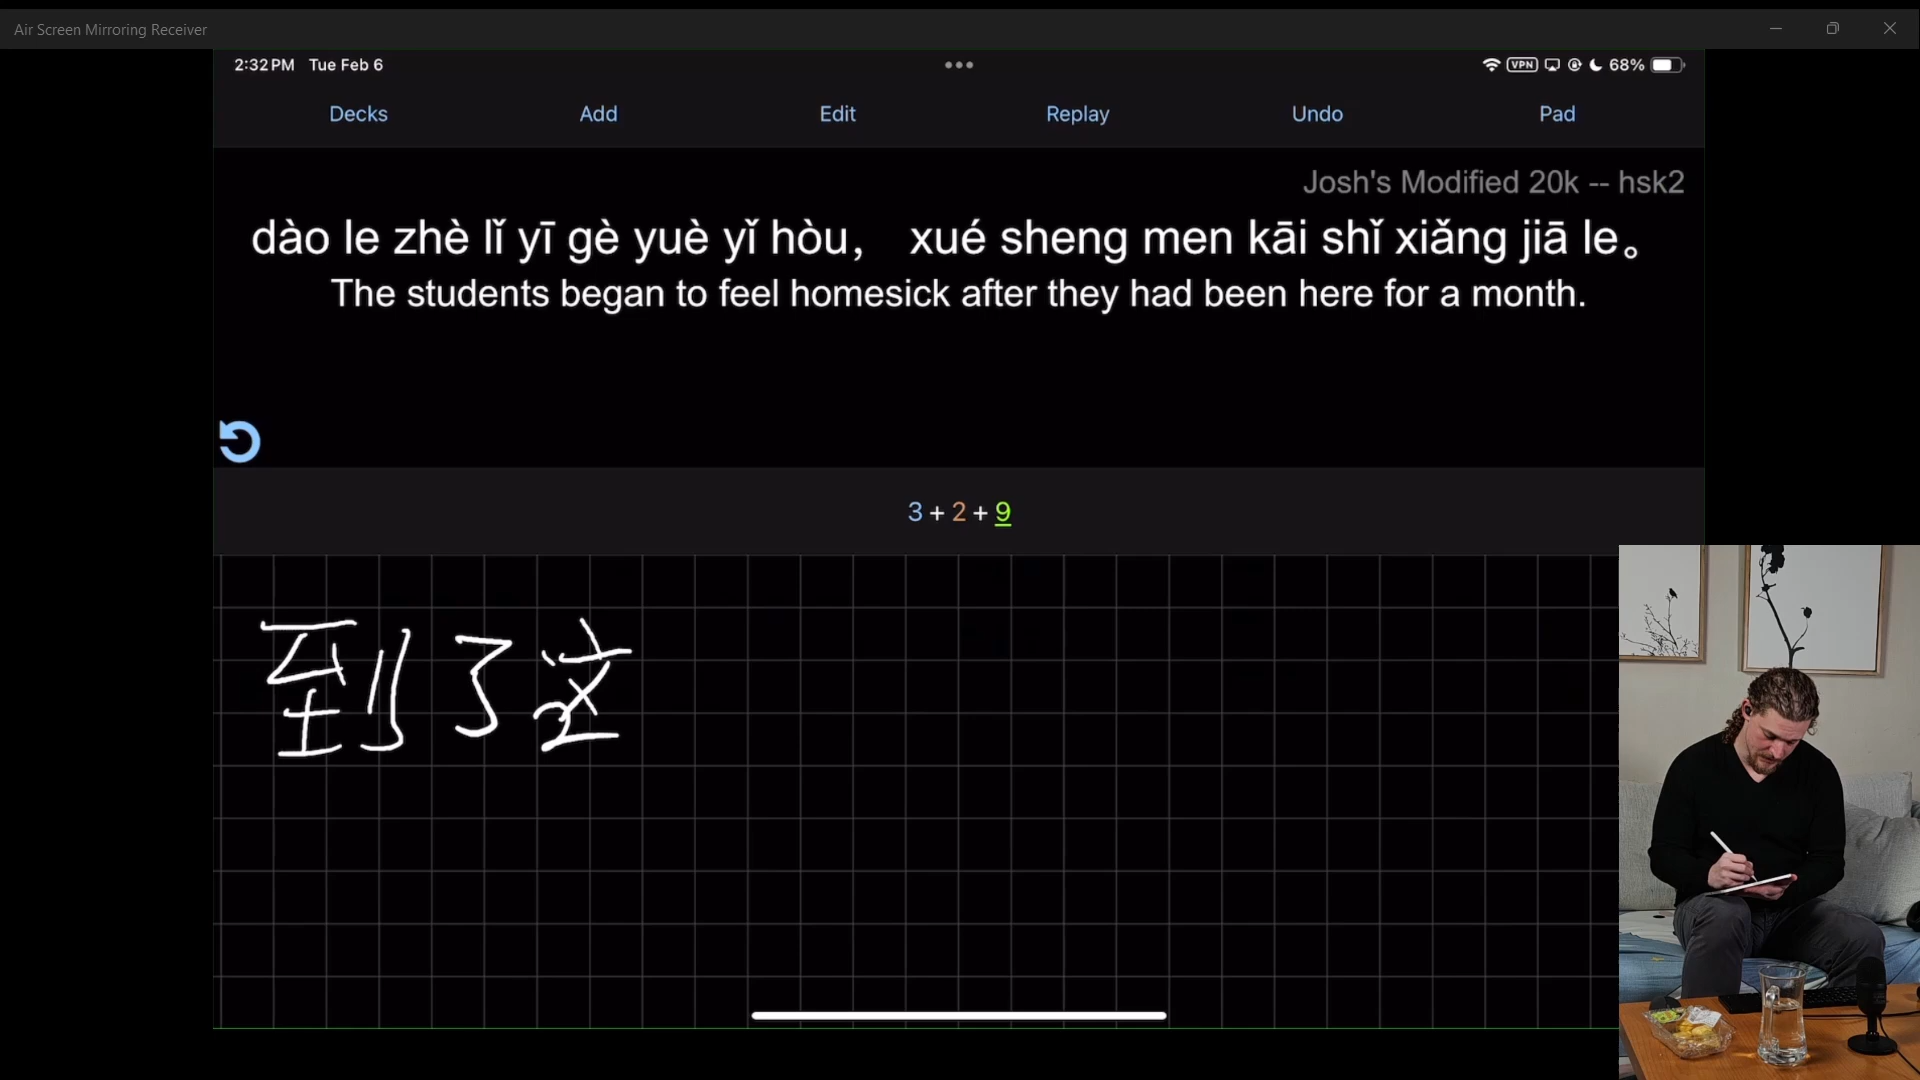 Air Screen Mirroring Receiver
2:32 PM Tue Feb 6
VPN 68%
Decks Add Edit Replay Undo Pad
Josh's Modified 20k -- hsk2
dào le zhè lǐ yī gè yuè yǐ hòu， xué sheng men kāi shǐ xiǎng jiā le。
The students began to feel homesick after they had been here for a month.
3 + 2 + 9
到了这